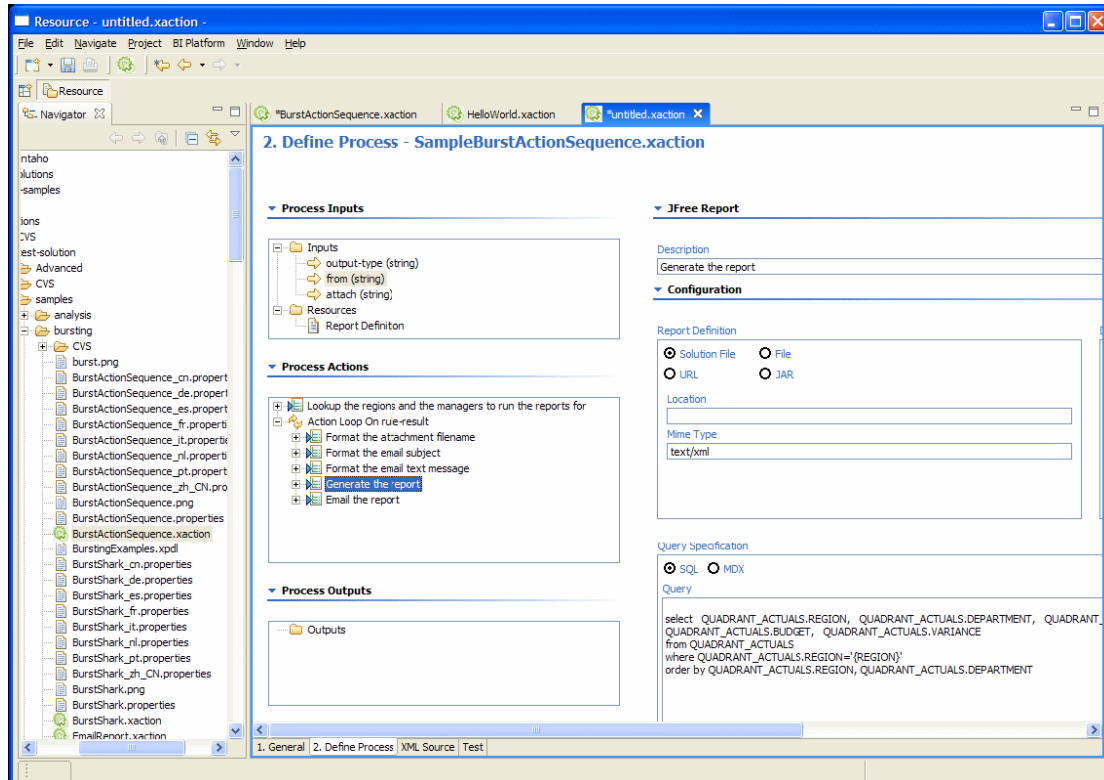 Resource - untitled.xaction -
File Edit Navigate Project BI Platform Window Help
Resource
Navigator
ntaho
olutions
-samples
ions
CVS
test-solution
Advanced
CVS
samples
analysis
bursting
CVS
burst.png
BurstActionSequence_cn.propert
BurstActionSequence_de.propert
BurstActionSequence_es.propert
BurstActionSequence_fr.properti
BurstActionSequence_it.propertie
BurstActionSequence_nl.properti
BurstActionSequence_pt.propert
BurstActionSequence_zh_CN.pro
BurstActionSequence.png
BurstActionSequence.properties
BurstActionSequence.xaction
BurstingExamples.xpdl
BurstShark_cn.properties
BurstShark_de.properties
BurstShark_es.properties
BurstShark_fr.properties
BurstShark_it.properties
BurstShark_nl.properties
BurstShark_pt.properties
BurstShark_zh_CN.properties
BurstShark.png
BurstShark.properties
BurstShark.xaction
EmailReport.xaction
*BurstActionSequence.xaction HelloWorld.xaction *untitled.xaction
2. Define Process - SampleBurstActionSequence.xaction
Process Inputs
Inputs
output-type (string)
from (string)
attach (string)
Resources
Report Definiton
Process Actions
Lookup the regions and the managers to run the reports for
Action Loop On rue-result
Format the attachment filename
Format the email subject
Format the email text message
Generate the report
Email the report
Process Outputs
Outputs
JFree Report
Description
Generate the report
Configuration
Report Definition
Solution File File
URL JAR
Location
Mime Type
text/xml
Query Specification
SQL MDX
Query
select QUADRANT_ACTUALS.REGION, QUADRANT_ACTUALS.DEPARTMENT, QUADRANT_
QUADRANT_ACTUALS.BUDGET, QUADRANT_ACTUALS.VARIANCE
from QUADRANT_ACTUALS
where QUADRANT_ACTUALS.REGION='{REGION}'
order by QUADRANT_ACTUALS.REGION, QUADRANT_ACTUALS.DEPARTMENT
1. General 2. Define Process XML Source Test